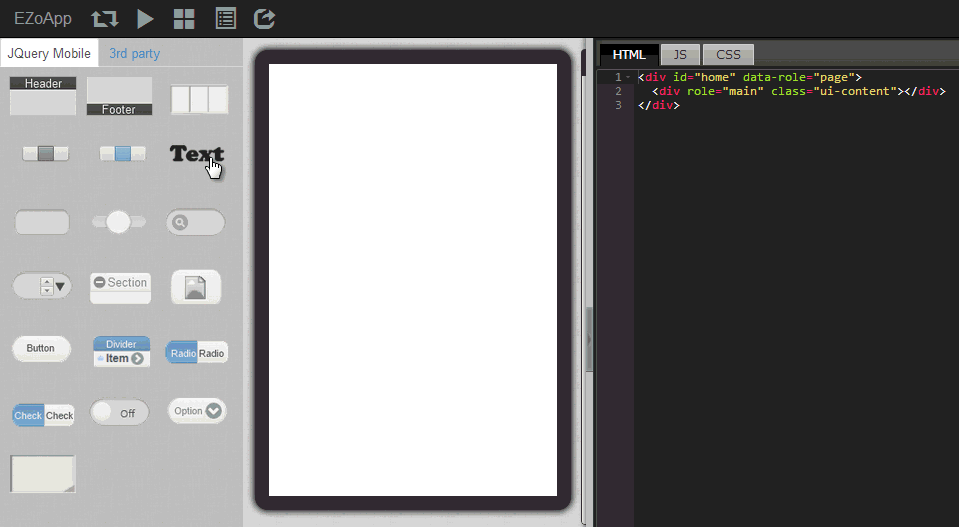 EZoApp
JQuery Mobile 3rd party
Header
Footer
Text
Section
Button
Divider
Item
Radio Radio
Check Check
Off
Option
HTML JS CSS
1 <div id="home" data-role="page">
2 <div role="main" class="ui-content"></div>
3 </div>